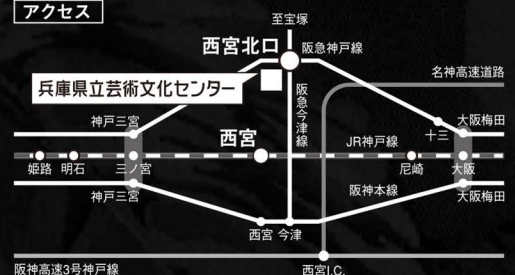 アクセス
至宝塚
西宮北口
阪急神戸線
名神高速道路
兵庫県立芸術文化センター
阪急今津線
神戸三宮
西宮
JR神戸線
十三
大阪梅田
姫路
明石
三ノ宮
尼崎
大阪
神戸三宮
阪神本線
大阪梅田
西宮
今津
阪神高速3号神戸線
西宮I.C.